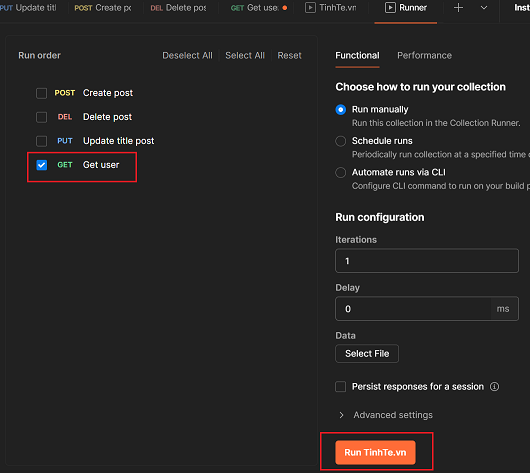 PUT Update titl POST Create po DEL Delete pos GET Get use TinhTe.vn Runner Inst
Run order Deselect All Select All Reset
POST Create post
DEL Delete post
PUT Update title post
GET Get user
Functional Performance
Choose how to run your collection
Run manually
Run this collection in the Collection Runner.
Schedule runs
Periodically run collection at a specified time o
Automate runs via CLI
Configure CLI command to run on your build p
Run configuration
Iterations
1
Delay
0 ms
Data
Select File
Persist responses for a session
Advanced settings
Run TinhTe.vn